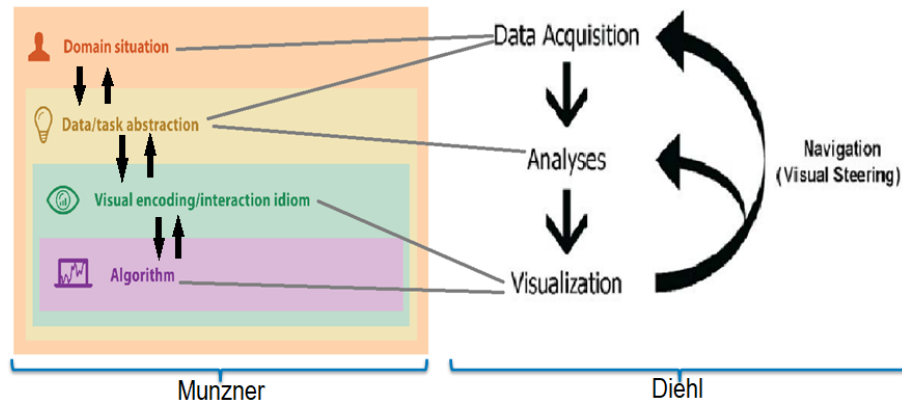 Domain situation
Data/task abstraction
Visual encoding/interaction idiom
Algorithm
Munzner
Data Acquisition
Analyses
Visualization
Navigation
(Visual Steering)
Diehl